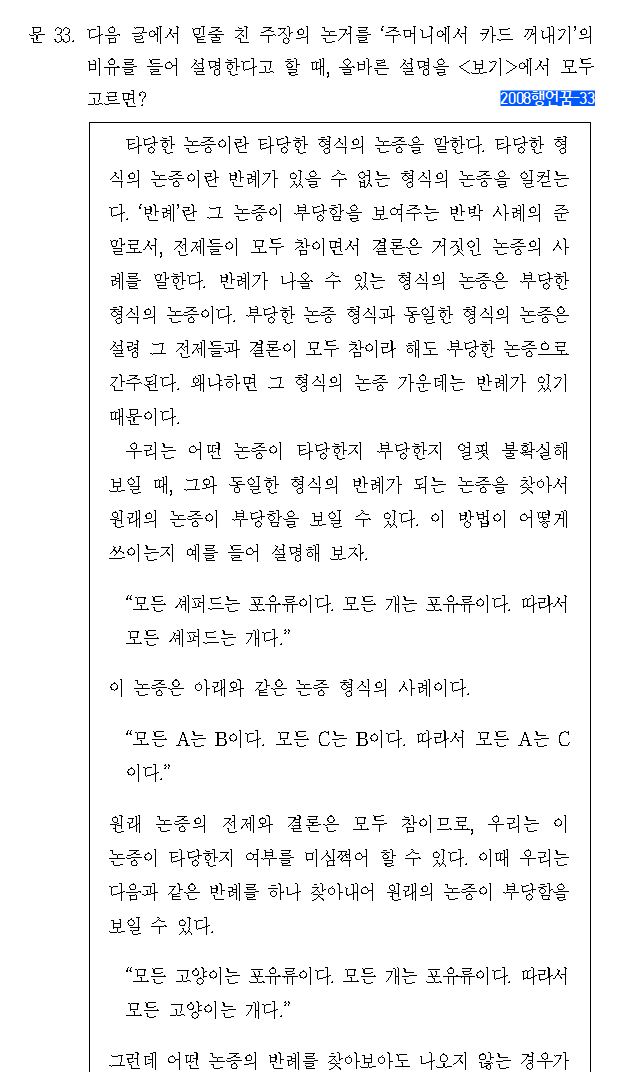 문 33. 다음 글에서 밑줄 친 주장의 논거를 ‘주머니에서 카드 꺼내기’의
비유를 들어 설명한다고 할 때, 올바른 설명을 <보기>에서 모두
고르면?
2008행언꿈-33
타당한 논증이란 타당한 형식의 논증을 말한다. 타당한 형
식의 논증이란 반례가 있을 수 없는 형식의 논증을 일컫는
다. ‘반례’란 그 논증이 부당함을 보여주는 반박 사례의 준
말로서, 전제들이 모두 참이면서 결론은 거짓인 논증의 사
례를 말한다. 반례가 나올 수 있는 형식의 논증은 부당한
형식의 논증이다. 부당한 논증 형식과 동일한 형식의 논증은
설령 그 전제들과 결론이 모두 참이라 해도 부당한 논증으로
간주된다. 왜냐하면 그 형식의 논증 가운데는 반례가 있기
때문이다.
우리는 어떤 논증이 타당한지 부당한지 얼핏 불확실해
보일 때, 그와 동일한 형식의 반례가 되는 논증을 찾아서
원래의 논증이 부당함을 보일 수 있다. 이 방법이 어떻게
쓰이는지 예를 들어 설명해 보자.
“모든 셰퍼드는 포유류이다. 모든 개는 포유류이다. 따라서
모든 셰퍼드는 개다.”
이 논증은 아래와 같은 논증 형식의 사례이다.
“모든 A는 B이다. 모든 C는 B이다. 따라서 모든 A는 C
이다.”
원래 논증의 전제와 결론은 모두 참이므로, 우리는 이
논증이 타당한지 여부를 미심쩍어 할 수 있다. 이때 우리는
다음과 같은 반례를 하나 찾아내어 원래의 논증이 부당함을
보일 수 있다.
“모든 고양이는 포유류이다. 모든 개는 포유류이다. 따라서
모든 고양이는 개다.”
그런데 어떤 논증의 반례를 찾아보아도 나오지 않는 경우가